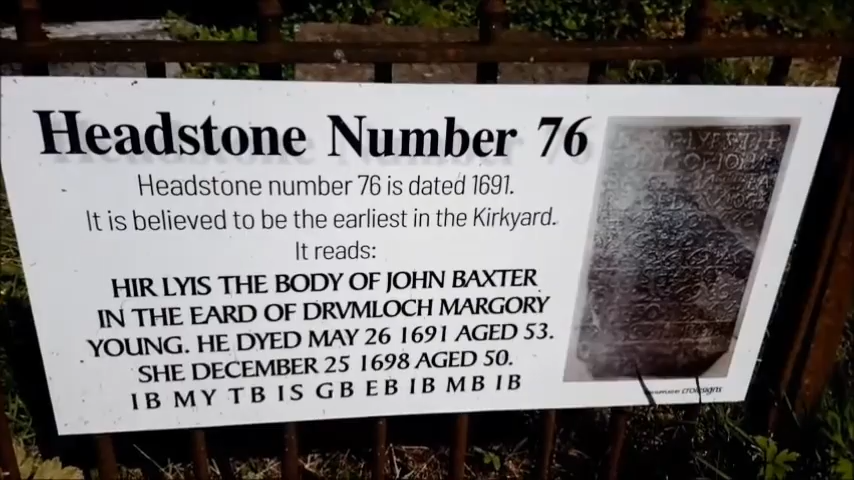 Headstone Number 76
Headstone number 76 is dated 1691.
It is believed to be the earliest in the Kirkyard.
It reads:
HIR LYIS THE BODY OF JOHN BAXTER
IN THE EARD OF DRVMLOCH MARGORY
YOUNG. HE DYED MAY 26 1691 AGED 53.
SHE DECEMBER 25 1698 AGED 50.
IB MY TB IS GB EB IB MB IB